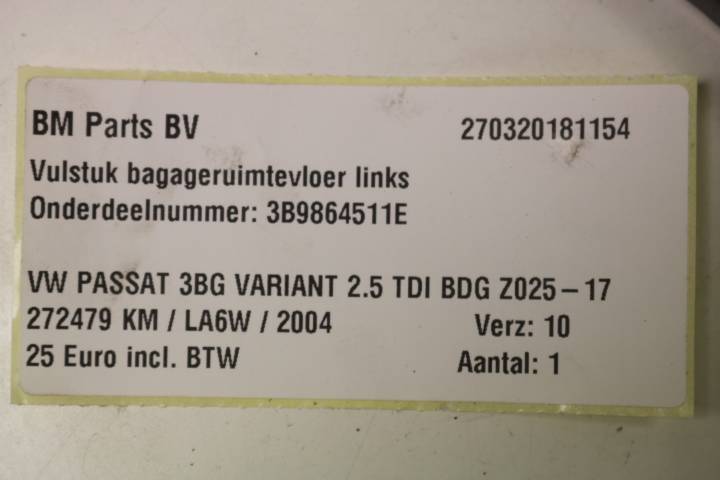 BM Parts BV 270320181154
Vulstuk bagageruimtevloer links
Onderdeelnummer: 3B9864511E
VW PASSAT 3BG VARIANT 2.5 TDI BDG Z025-17
272479 KM / LA6W / 2004 Verz: 10
25 Euro incl. BTW Aantal: 1